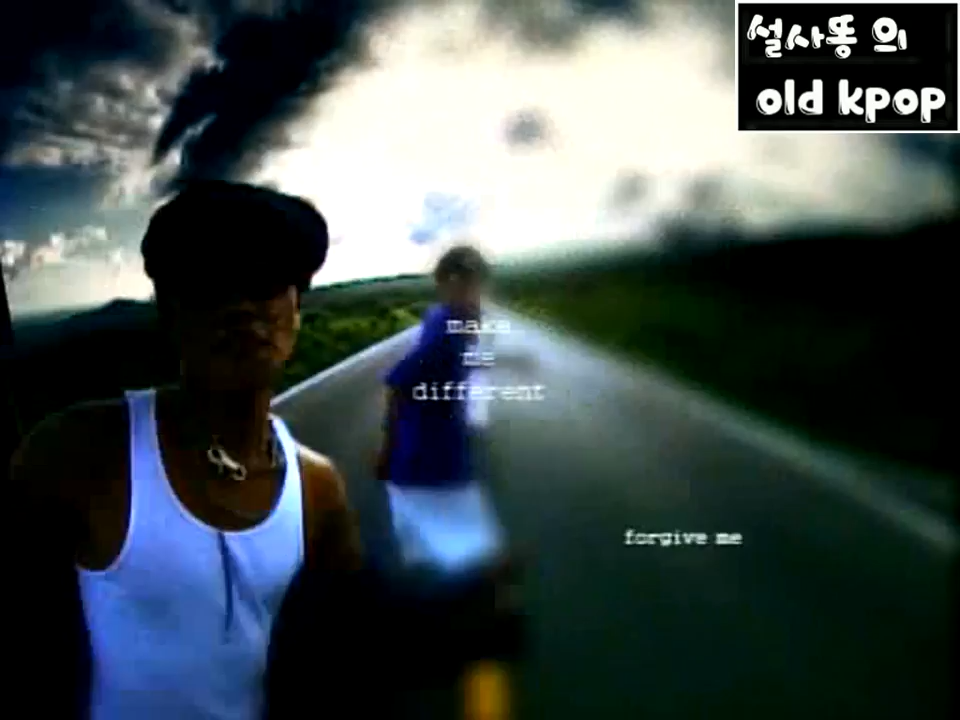 설사똥 의
old kpop
make
me
different
forgive me